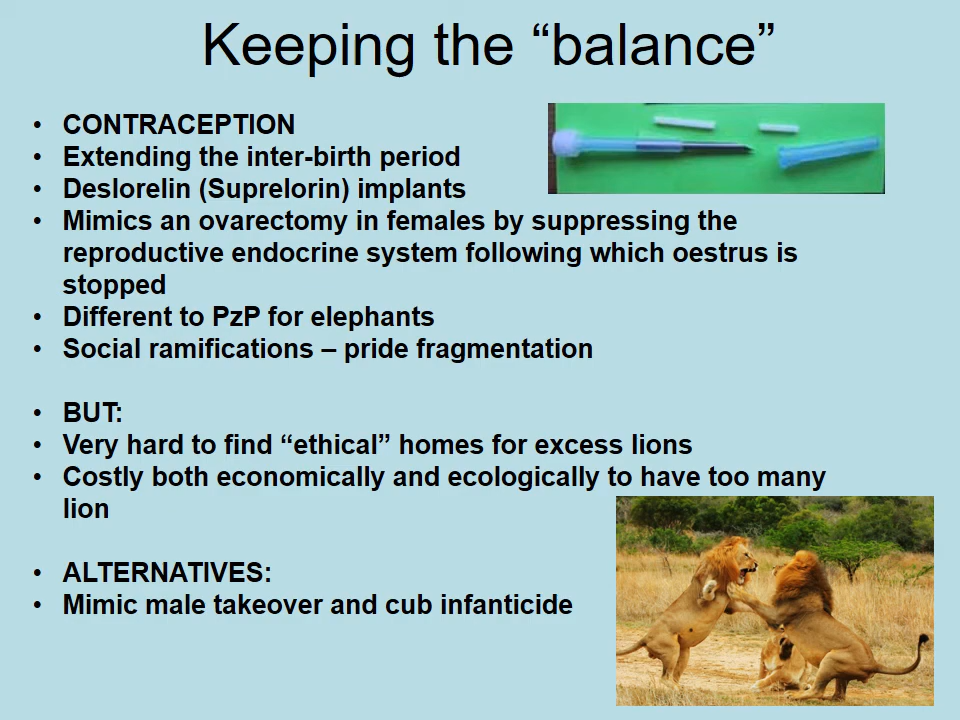 Keeping the “balance”
• CONTRACEPTION
• Extending the inter-birth period
• Deslorelin (Suprelorin) implants
• Mimics an ovarectomy in females by suppressing the
reproductive endocrine system following which oestrus is
stopped
• Different to PzP for elephants
• Social ramifications – pride fragmentation
• BUT:
• Very hard to find “ethical” homes for excess lions
• Costly both economically and ecologically to have too many
lion
• ALTERNATIVES:
• Mimic male takeover and cub infanticide